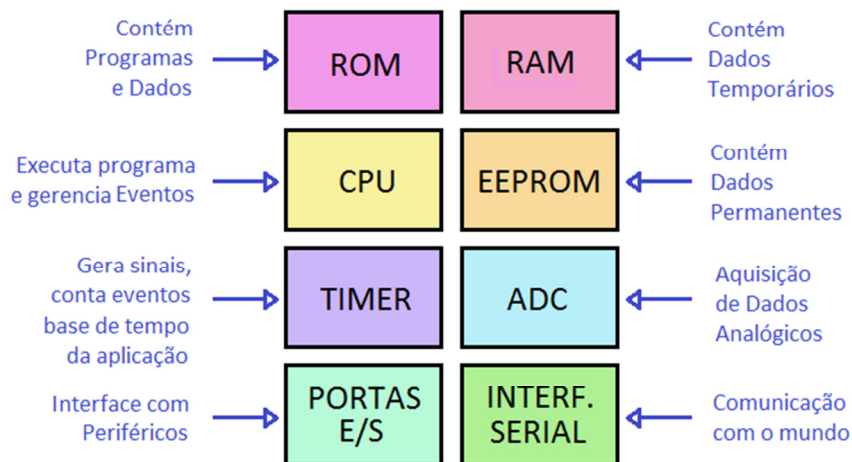 Contém
Programas
e Dados
ROM
RAM
Contém
Dados
Temporários
Executa programa
e gerencia Eventos
CPU
EEPROM
Contém
Dados
Permanentes
Gera sinais,
conta eventos
base de tempo
da aplicação
TIMER
ADC
Aquisição
de Dados
Analógicos
Interface com
Periféricos
PORTAS
E/S
INTERF.
SERIAL
Comunicação
com o mundo